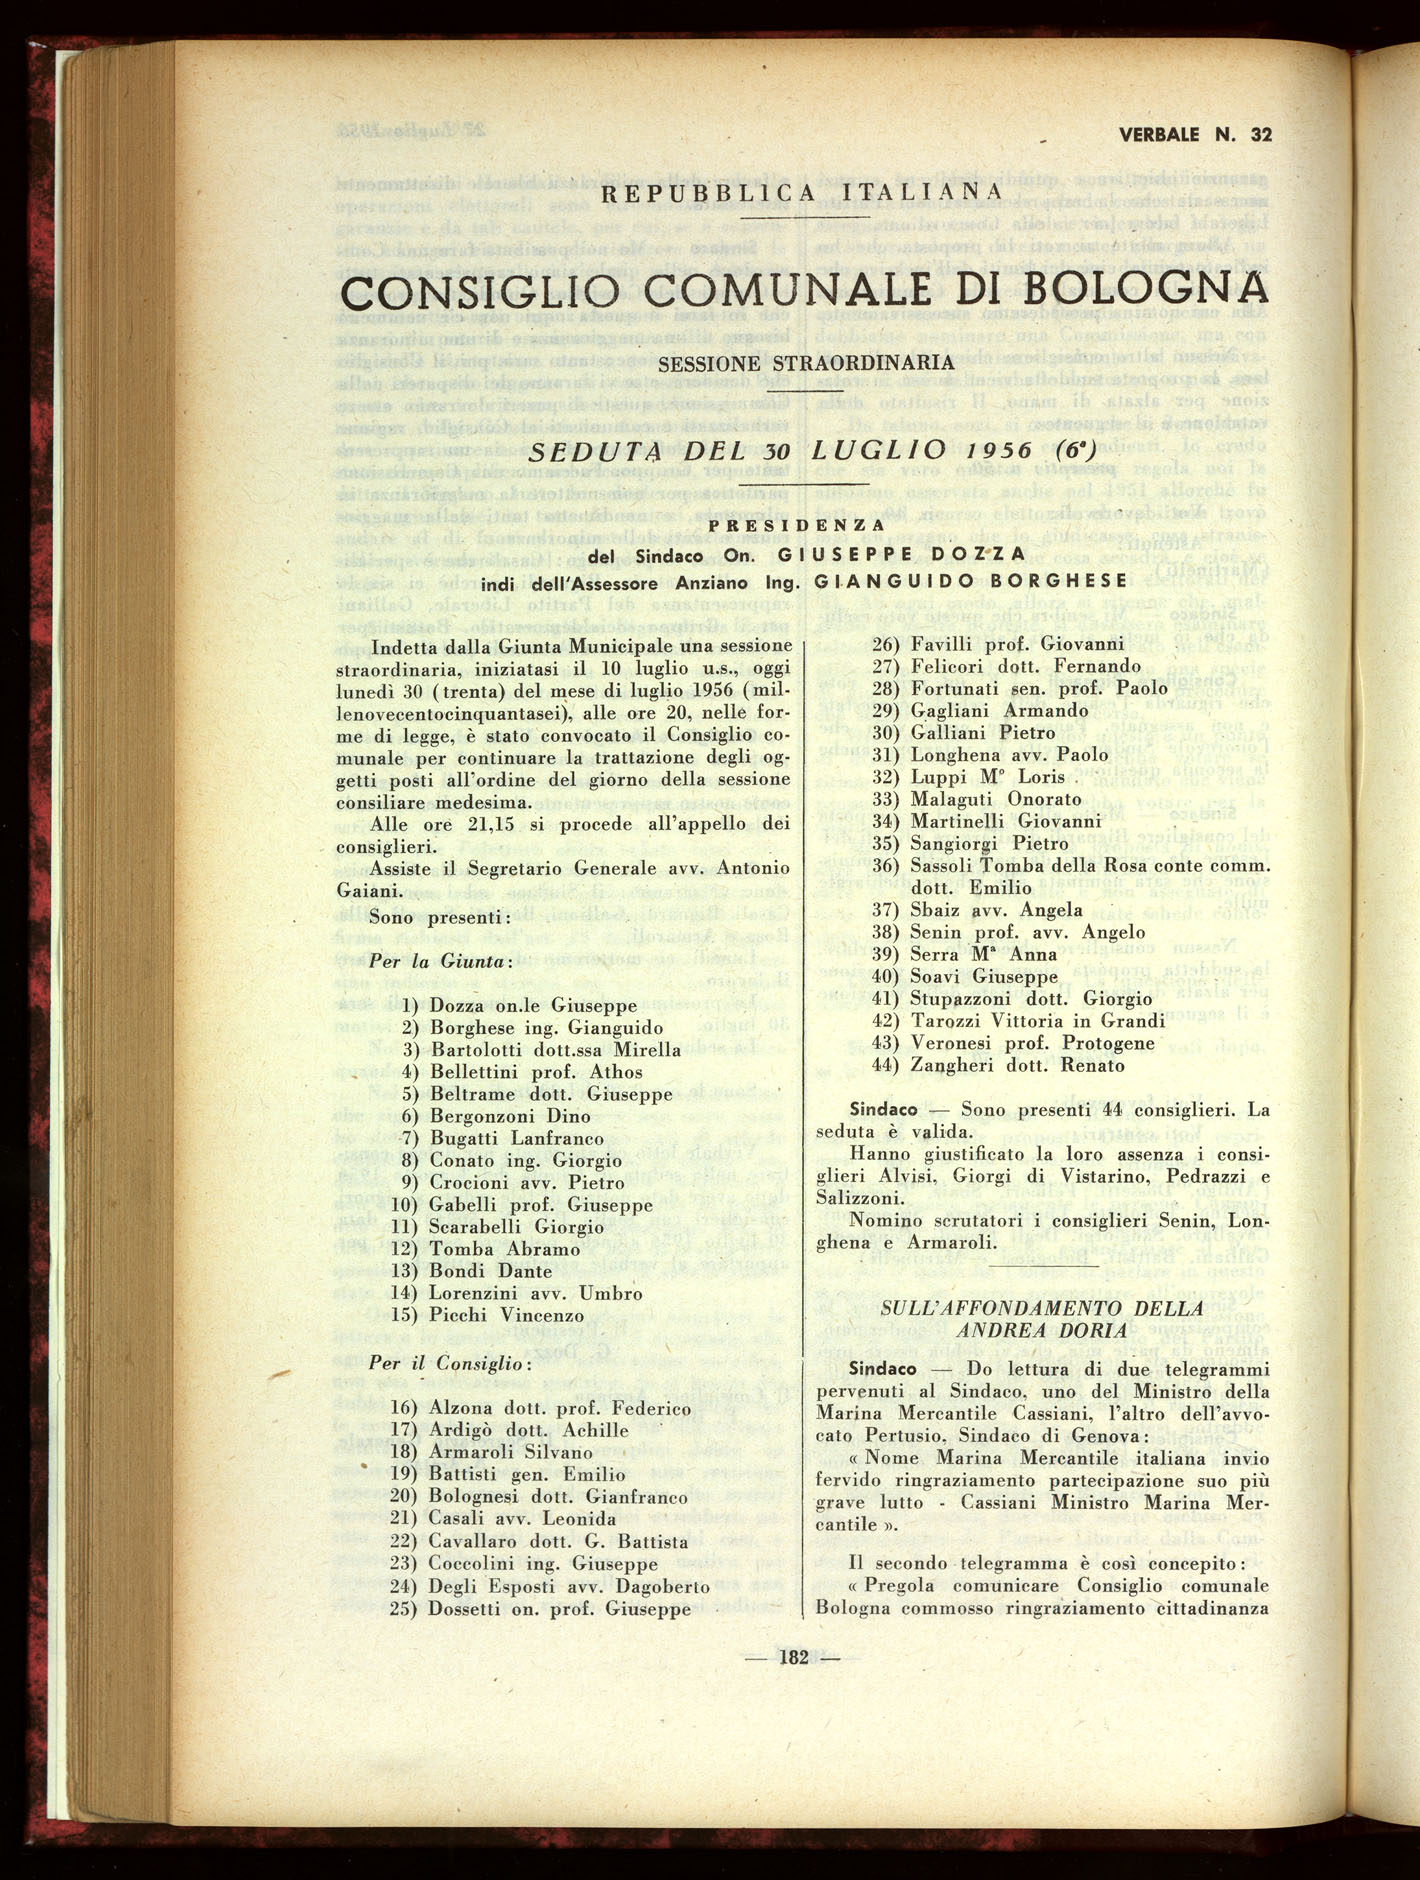 VERBALE N. 32
REPUBBLICA ITALIANA
CONSIGLIO COMUNALE DI BOLOGNA
SESSIONE STRAORDINARIA
SEDUTA DEL 30 LUGLIO 1956 (6ª)
PRESIDENZA
del Sindaco On. GIUSEPPE DOZZA
indi dell'Assessore Anziano Ing. GIANGUIDO BORGHESE
Indetta dalla Giunta Municipale una sessione
straordinaria, iniziatasi il 10 luglio u.s., oggi
lunedì 30 (trenta) del mese di luglio 1956 (mil-
lenovecentocinquantasei), alle ore 20, nelle for-
me di legge, è stato convocato il Consiglio co-
munale per continuare la trattazione degli og-
getti posti all'ordine del giorno della sessione
consiliare medesima.
Alle ore 21,15 si procede all'appello dei
consiglieri.
Assiste il Segretario Generale avv. Antonio
Gaiani.
Sono presenti:
Per la Giunta:
1) Dozza on.le Giuseppe
2) Borghese ing. Gianguido
3) Bartolotti dott.ssa Mirella
4) Bellettini prof. Athos
5) Beltrame dott. Giuseppe
6) Bergonzoni Dino
7) Bugatti Lanfranco
8) Conato ing. Giorgio
9) Crocioni avv. Pietro
10) Gabelli prof. Giuseppe
11) Scarabelli Giorgio
12) Tomba Abramo
13) Bondi Dante
14) Lorenzini avv. Umbro
15) Picchi Vincenzo
Per il Consiglio:
16) Alzona dott. prof. Federico
17) Ardigò dott. Achille
18) Armaroli Silvano
19) Battisti gen. Emilio
20) Bolognesi dott. Gianfranco
21) Casali avv. Leonida
22) Cavallaro dott. G. Battista
23) Coccolini ing. Giuseppe
24) Degli Esposti avv. Dagoberto
25) Dossetti on. prof. Giuseppe
26) Favilli prof. Giovanni
27) Felicori dott. Fernando
28) Fortunati sen. prof. Paolo
29) Gagliani Armando
30) Galliani Pietro
31) Longhena avv. Paolo
32) Luppi Mº Loris
33) Malaguti Onorato
34) Martinelli Giovanni
35) Sangiorgi Pietro
36) Sassoli Tomba della Rosa conte comm.
dott. Emilio
37) Sbaiz avv. Angela
38) Senin prof. avv. Angelo
39) Serra Mª Anna
40) Soavi Giuseppe
41) Stupazzoni dott. Giorgio
42) Tarozzi Vittoria in Grandi
43) Veronesi prof. Protogene
44) Zangheri dott. Renato
Sindaco — Sono presenti 44 consiglieri. La
seduta è valida.
Hanno giustificato la loro assenza i consi-
glieri Alvisi, Giorgi di Vistarino, Pedrazzi e
Salizzoni.
Nomino scrutatori i consiglieri Senin, Lon-
ghena e Armaroli.
SULL'AFFONDAMENTO DELLA
ANDREA DORIA
Sindaco — Do lettura di due telegrammi
pervenuti al Sindaco, uno del Ministro della
Marina Mercantile Cassiani, l'altro dell'avvo-
cato Pertusio, Sindaco di Genova:
« Nome Marina Mercantile italiana invio
fervido ringraziamento partecipazione suo più
grave lutto - Cassiani Ministro Marina Mer-
cantile ».
Il secondo telegramma è così concepito:
« Pregola comunicare Consiglio comunale
Bologna commosso ringraziamento cittadinanza
— 182 —